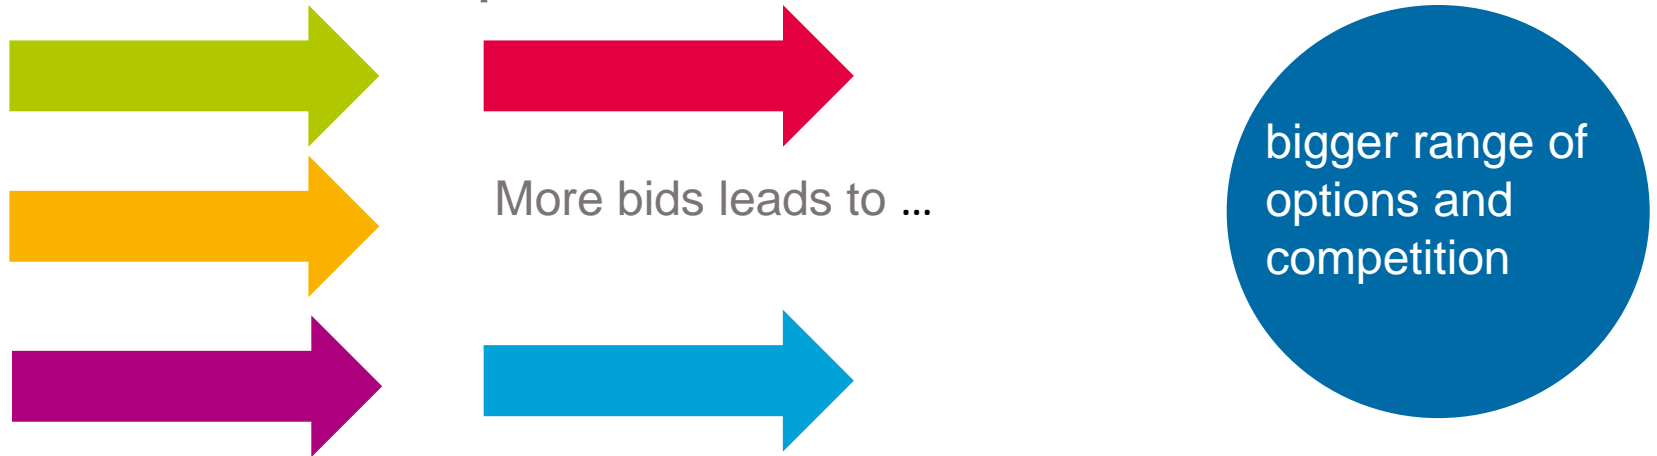 More bids leads to ...
bigger range of
options and
competition